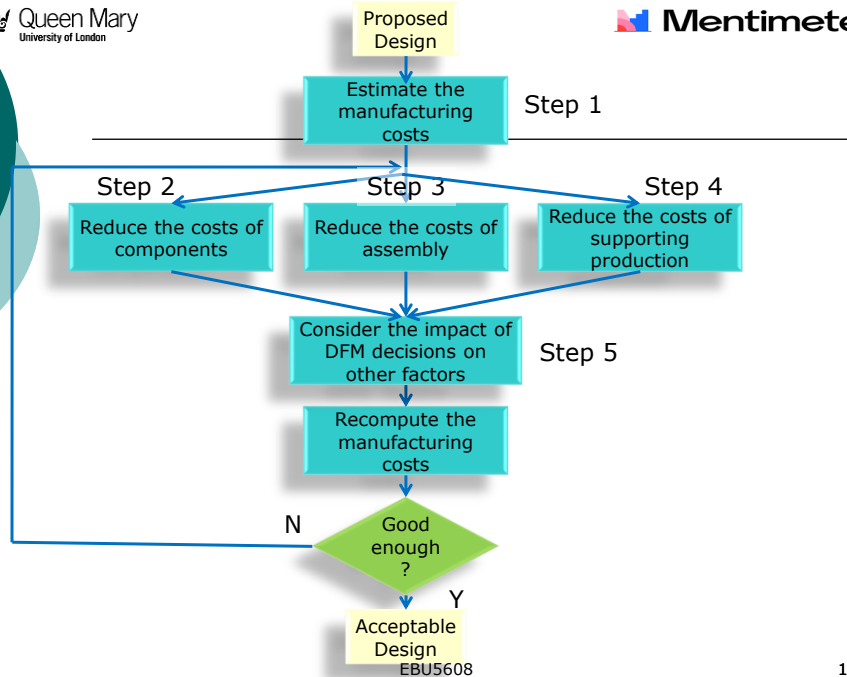 Queen Mary
University of London
Mentimete
Proposed
Design
Estimate the
manufacturing
costs
Step 1
Step 2
Step 3
Step 4
Reduce the costs of
components
Reduce the costs of
assembly
Reduce the costs of
supporting
production
Consider the impact of
DFM decisions on
other factors
Step 5
Recompute the
manufacturing
costs
N
Good
enough
?
Y
Acceptable
Design
EBU5608
1